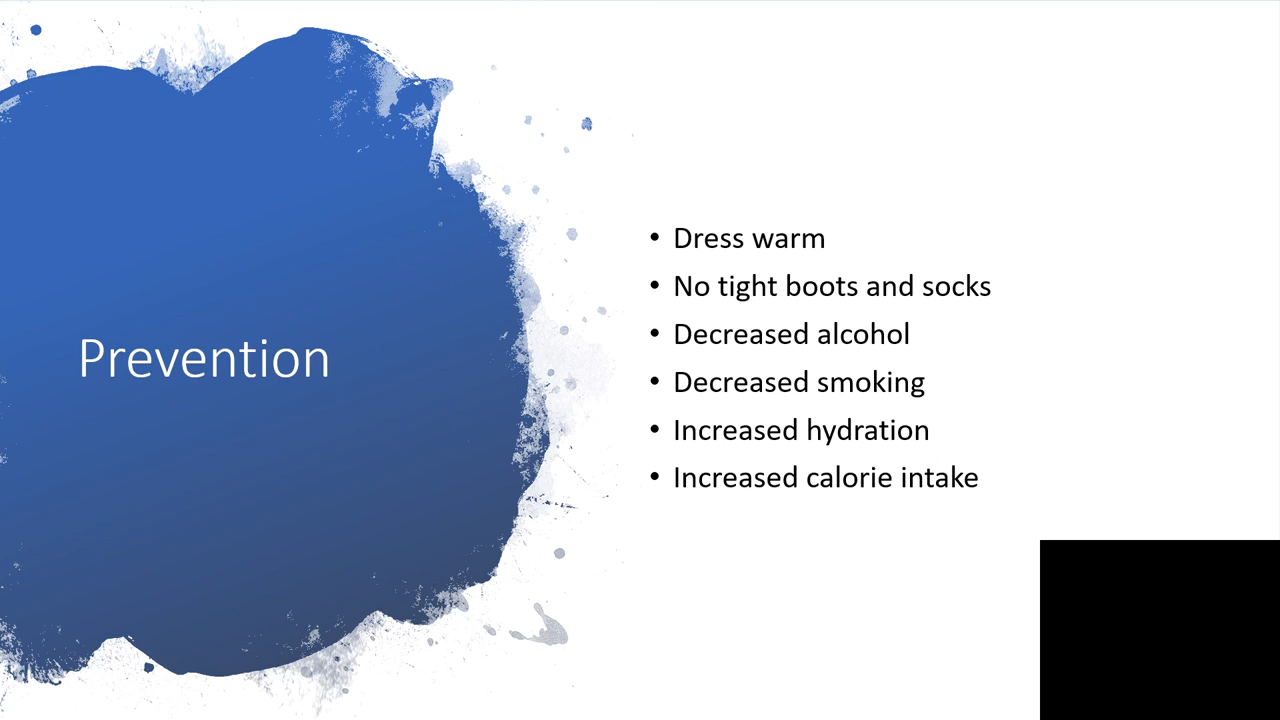 Prevention
• Dress warm
• No tight boots and socks
• Decreased alcohol
• Decreased smoking
• Increased hydration
• Increased calorie intake